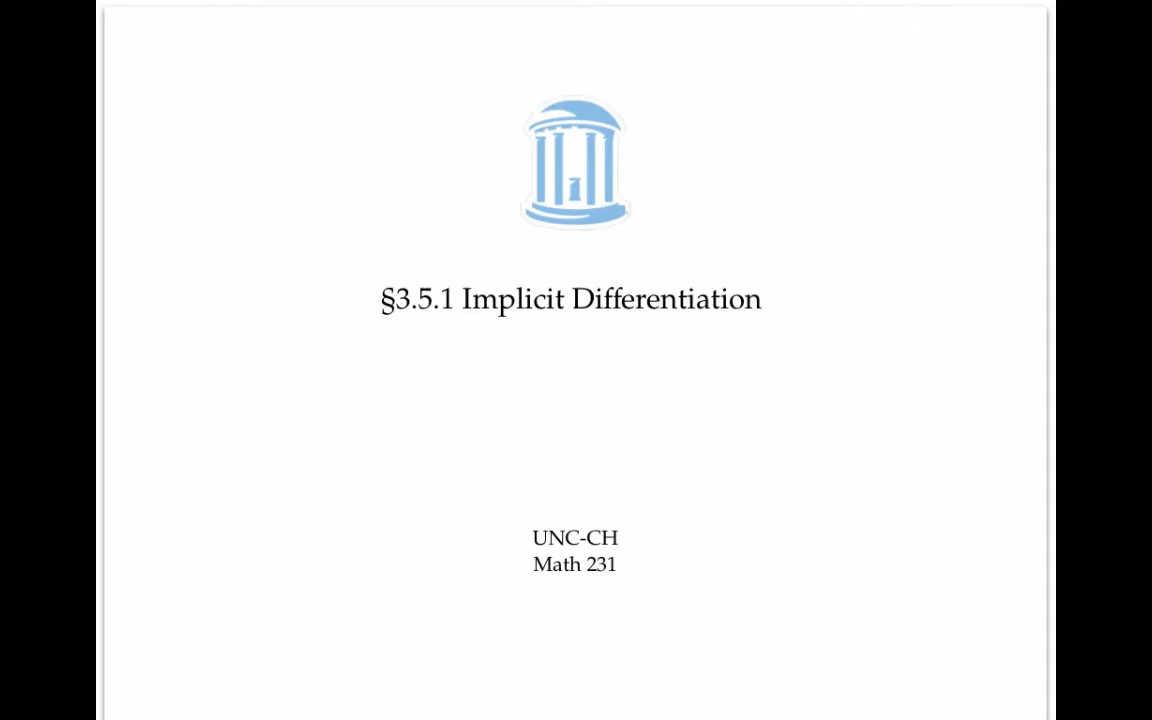 §3.5.1 Implicit Differentiation
UNC-CH
Math 231